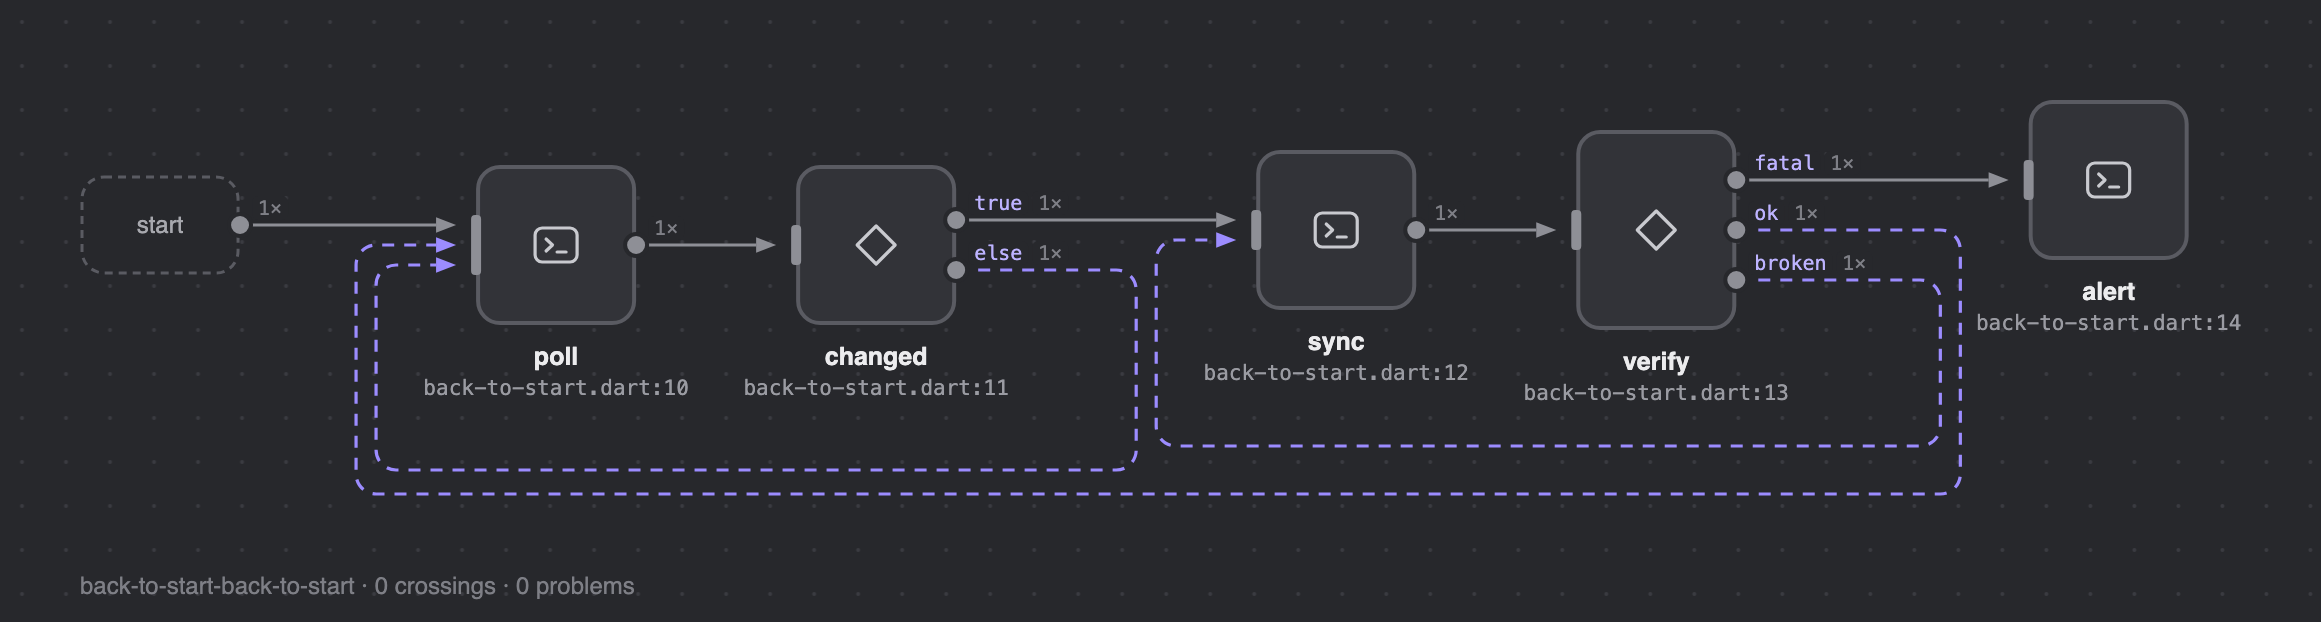 start
1×
poll
back-to-start.dart:10
1×
changed
back-to-start.dart:11
true 1×
else 1×
sync
back-to-start.dart:12
1×
verify
back-to-start.dart:13
fatal 1×
ok 1×
broken 1×
alert
back-to-start.dart:14
back-to-start-back-to-start · 0 crossings · 0 problems